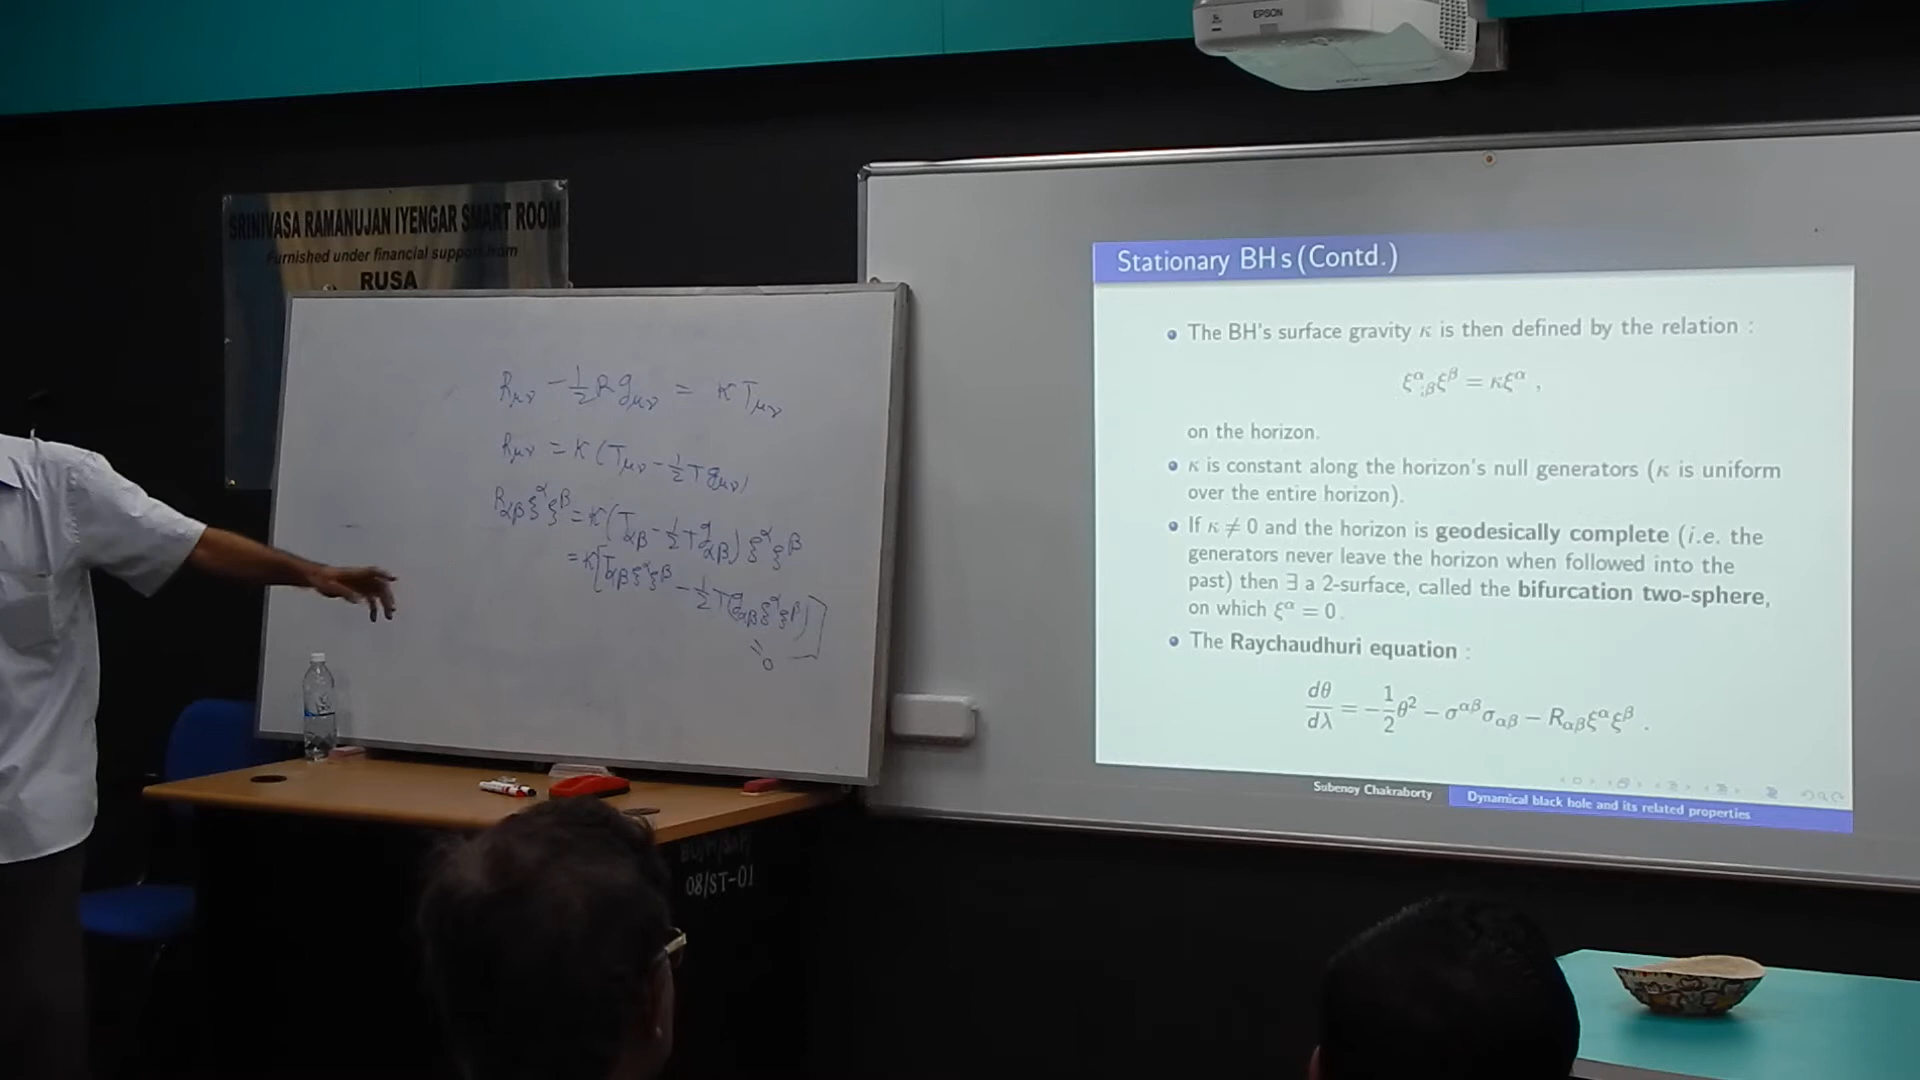 EPSON
SRINIVASA RAMANUJAN IYENGAR SMART ROOM
Furnished under financial support from
RUSA
R_{μν} − ½ R g_{μν} = κ T_{μν}
R_{μν} = κ (T_{μν} − ½ T g_{μν})
R_{αβ} ξ^α ξ^β = κ (T_{αβ} − ½ T g_{αβ}) ξ^α ξ^β
= κ [T_{αβ} ξ^α ξ^β − ½ T (g_{αβ} ξ^α ξ^β)]
= 0
Stationary BHs (Contd.)
The BH's surface gravity κ is then defined by the relation :
ξ^α_{;β} ξ^β = κξ^α ,
on the horizon.
κ is constant along the horizon's null generators (κ is uniform
over the entire horizon).
If κ ≠ 0 and the horizon is geodesically complete (i.e. the
generators never leave the horizon when followed into the
past) then ∃ a 2-surface, called the bifurcation two-sphere,
on which ξ^α = 0.
The Raychaudhuri equation :
dθ/dλ = −½ θ² − σ^{αβ} σ_{αβ} − R_{αβ} ξ^α ξ^β .
Subenoy Chakraborty
Dynamical black hole and its related properties
08/ST-01